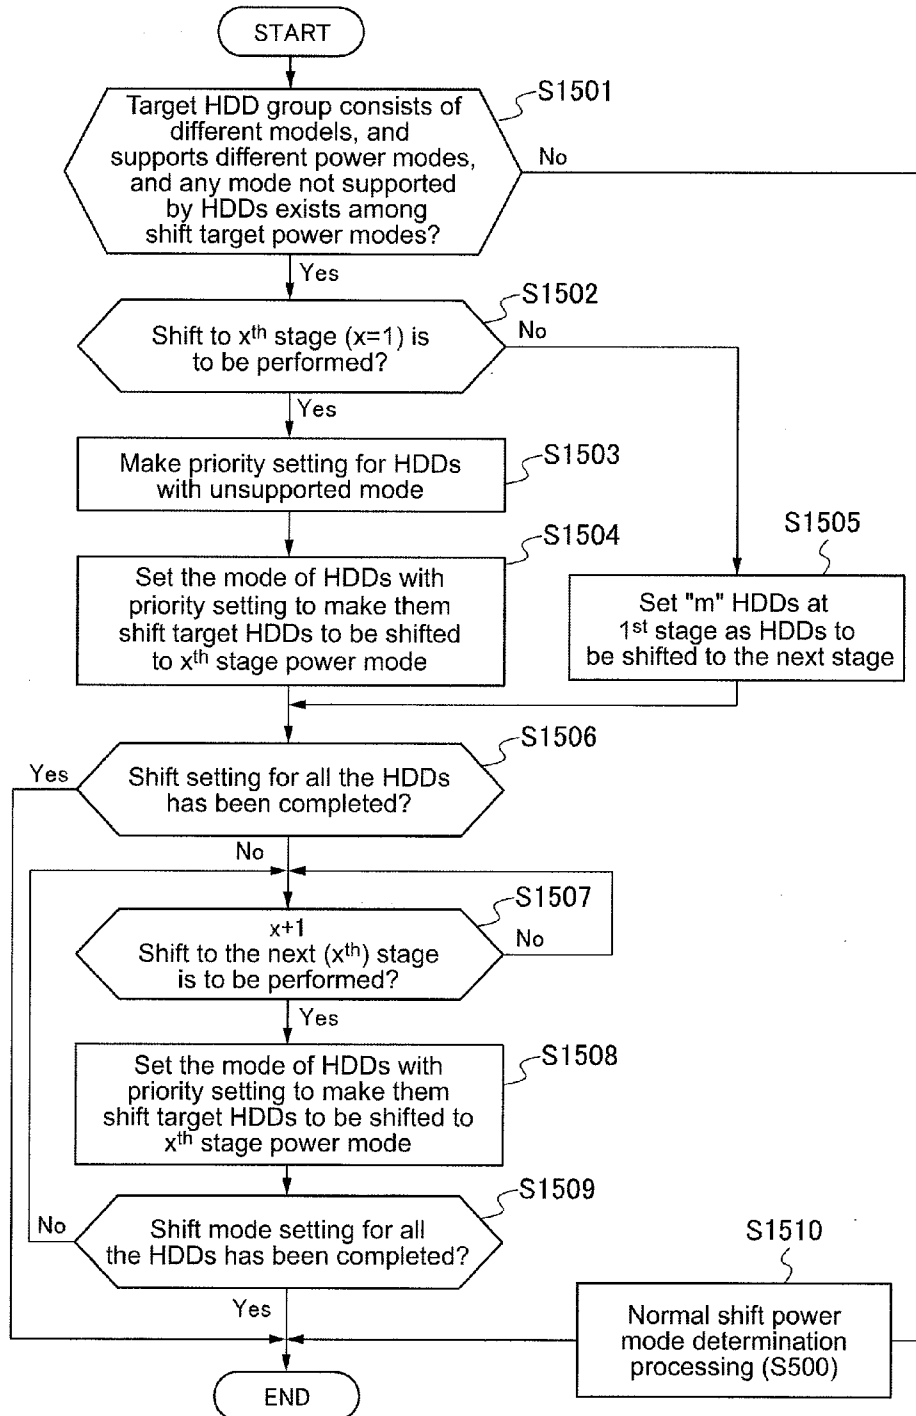 START
S1501
Target HDD group consists of
different models, and
supports different power modes,
and any mode not supported
by HDDs exists among
shift target power modes?
No
Yes
S1502
Shift to xth stage (x=1) is
to be performed?
No
Yes
S1503
Make priority setting for HDDs
with unsupported mode
S1504
Set the mode of HDDs with
priority setting to make them
shift target HDDs to be shifted
to xth stage power mode
S1505
Set "m" HDDs at
1st stage as HDDs to
be shifted to the next stage
S1506
Yes
Shift setting for all the HDDs
has been completed?
No
S1507
x+1
Shift to the next (xth) stage
is to be performed?
No
Yes
S1508
Set the mode of HDDs with
priority setting to make them
shift target HDDs to be shifted to
xth stage power mode
S1509
No
Shift mode setting for all
the HDDs has been completed?
Yes
S1510
Normal shift power
mode determination
processing (S500)
END